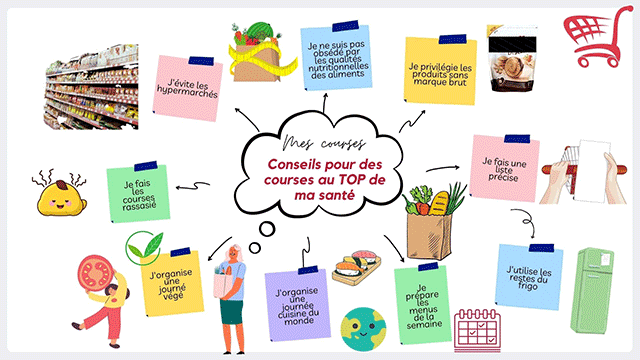 Mes courses
Conseils pour des
courses au TOP de
ma santé
J'évite les
hypermarchés
Je ne suis pas
obsédé par
les qualités
nutritionnelles
des aliments
Je privilégie les
produits sans
marque brut
Je fais une
liste
précise
J'utilise les
restes du
frigo
Je
prépare
les
menus de
la
semaine
J'organise
une
journée
cuisine du
monde
J'organise
une
journé
végé
Je fais
les
courses
rassasié